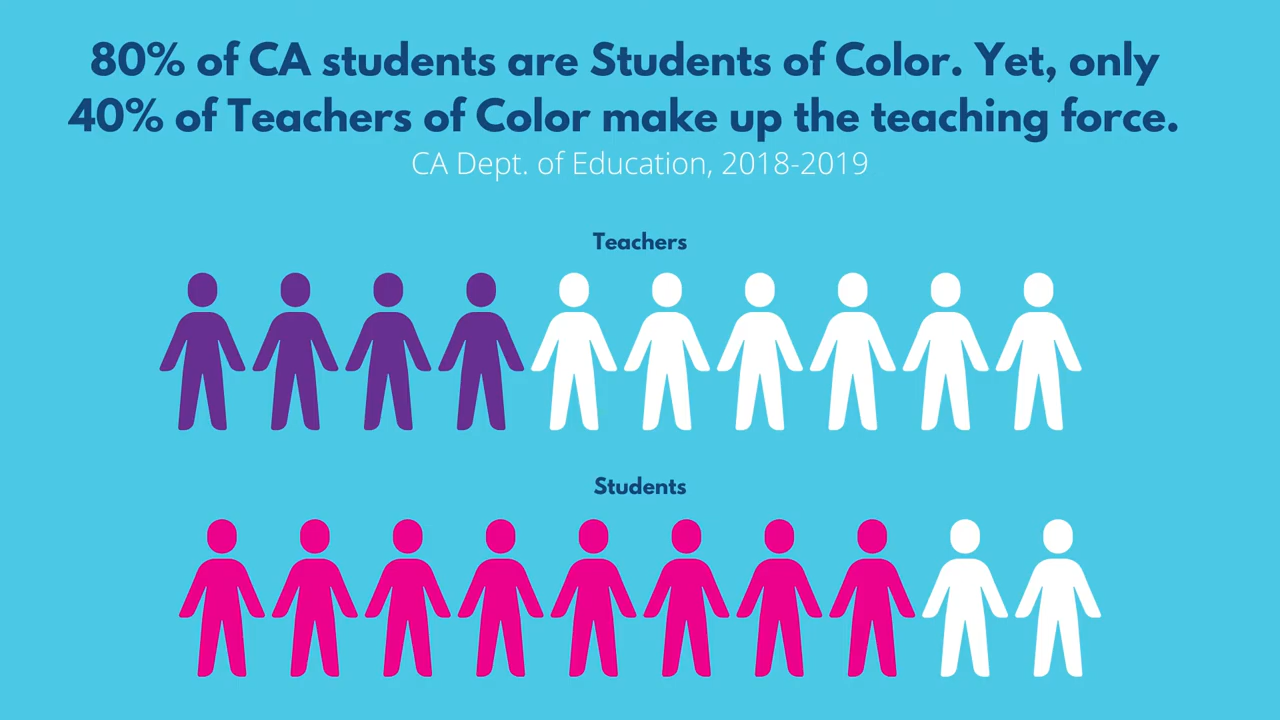 80% of CA students are Students of Color. Yet, only
40% of Teachers of Color make up the teaching force.
CA Dept. of Education, 2018-2019
Teachers
Students